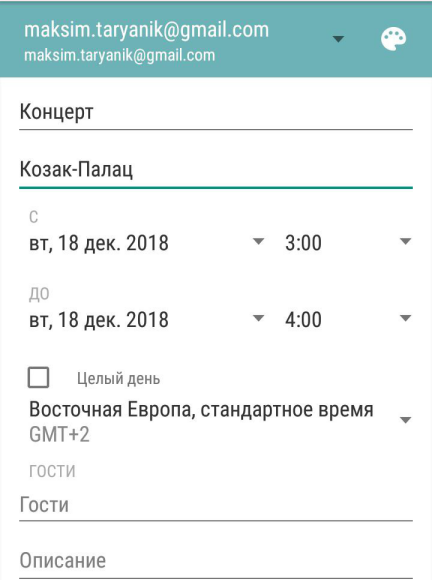 maksim.taryanik@gmail.com
maksim.taryanik@gmail.com
Концерт
Козак-Палац
С
вт, 18 дек. 2018 3:00
ДО
вт, 18 дек. 2018 4:00
Целый день
Восточная Европа, стандартное время
GMT+2
ГОСТИ
Гости
Описание